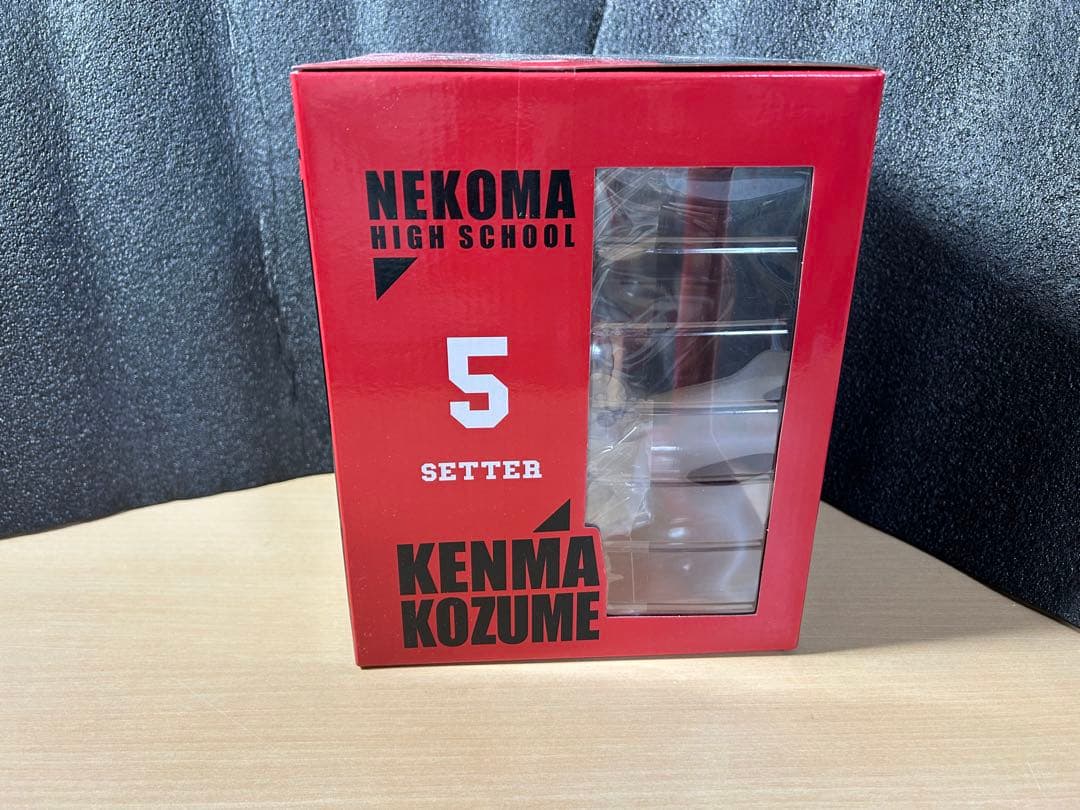 NEKOMA
HIGH SCHOOL
5
SETTER
KENMA
KOZUME